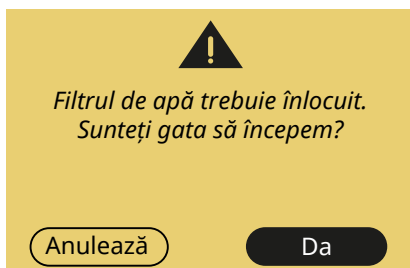 Filtrul de apă trebuie înlocuit.
Sunteți gata să începem?
Anulează
Da